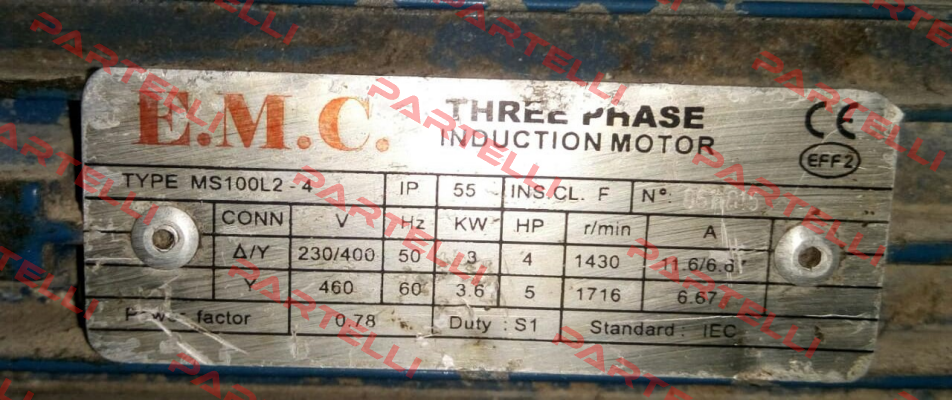 E.M.C. THREE PHASE
INDUCTION MOTOR
CE
EFF2
TYPE MS100L2-4 IP 55 INS.CL. F Nº.
CONN V Hz KW HP r/min A
Δ/Y 230/400 50 3 4 1430
Y 460 60 3.6 5 1716 6.67
Power factor 0.78 Duty : S1 Standard : IEC
PARTELLI